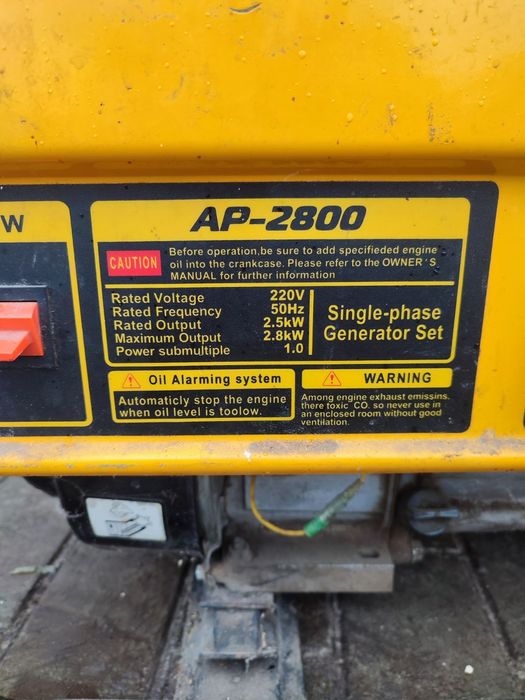 W
AP-2800
CAUTION
Before operation,be sure to add specifieded engine
oil into the crankcase. Please refer to the OWNER'S
MANUAL for further information
Rated Voltage 220V
Rated Frequency 50Hz
Rated Output 2.5kW
Maximum Output 2.8kW
Power submultiple 1.0
Single-phase
Generator Set
Oil Alarming system
Automaticly stop the engine
when oil level is toolow.
WARNING
Among engine exhaust emissins,
there toxic CO, so never use in
an enclosed room without good
ventilation.